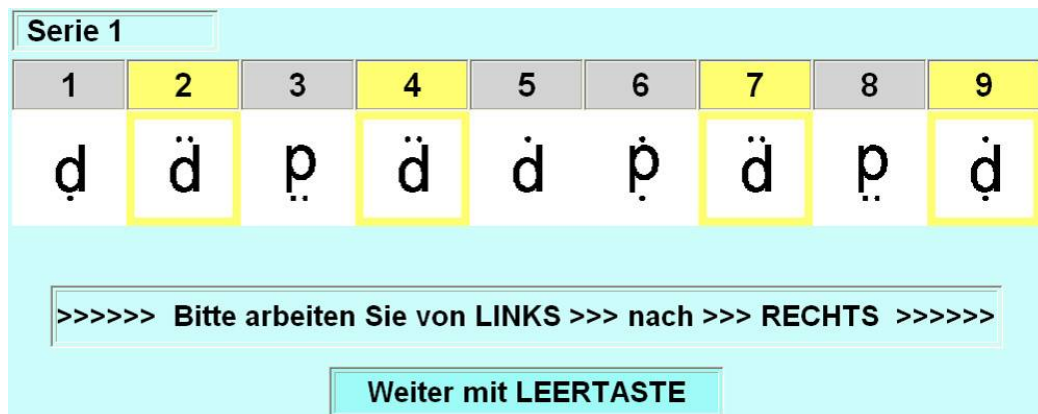 Serie 1
1 2 3 4 5 6 7 8 9
ḍ d̈ p̤ d̈ ḋ ṗ̣ d̈ p̤ ḍ̇
>>>>>> Bitte arbeiten Sie von LINKS >>> nach >>> RECHTS >>>>>>
Weiter mit LEERTASTE